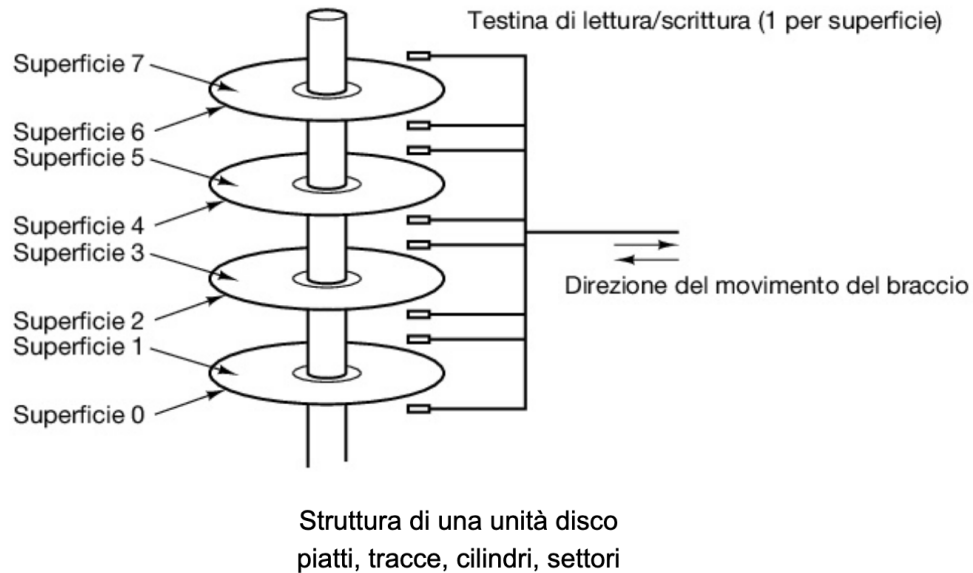 Testina di lettura/scrittura (1 per superficie)
Superficie 7
Superficie 6
Superficie 5
Superficie 4
Superficie 3
Direzione del movimento del braccio
Superficie 2
Superficie 1
Superficie 0
Struttura di una unità disco
piatti, tracce, cilindri, settori